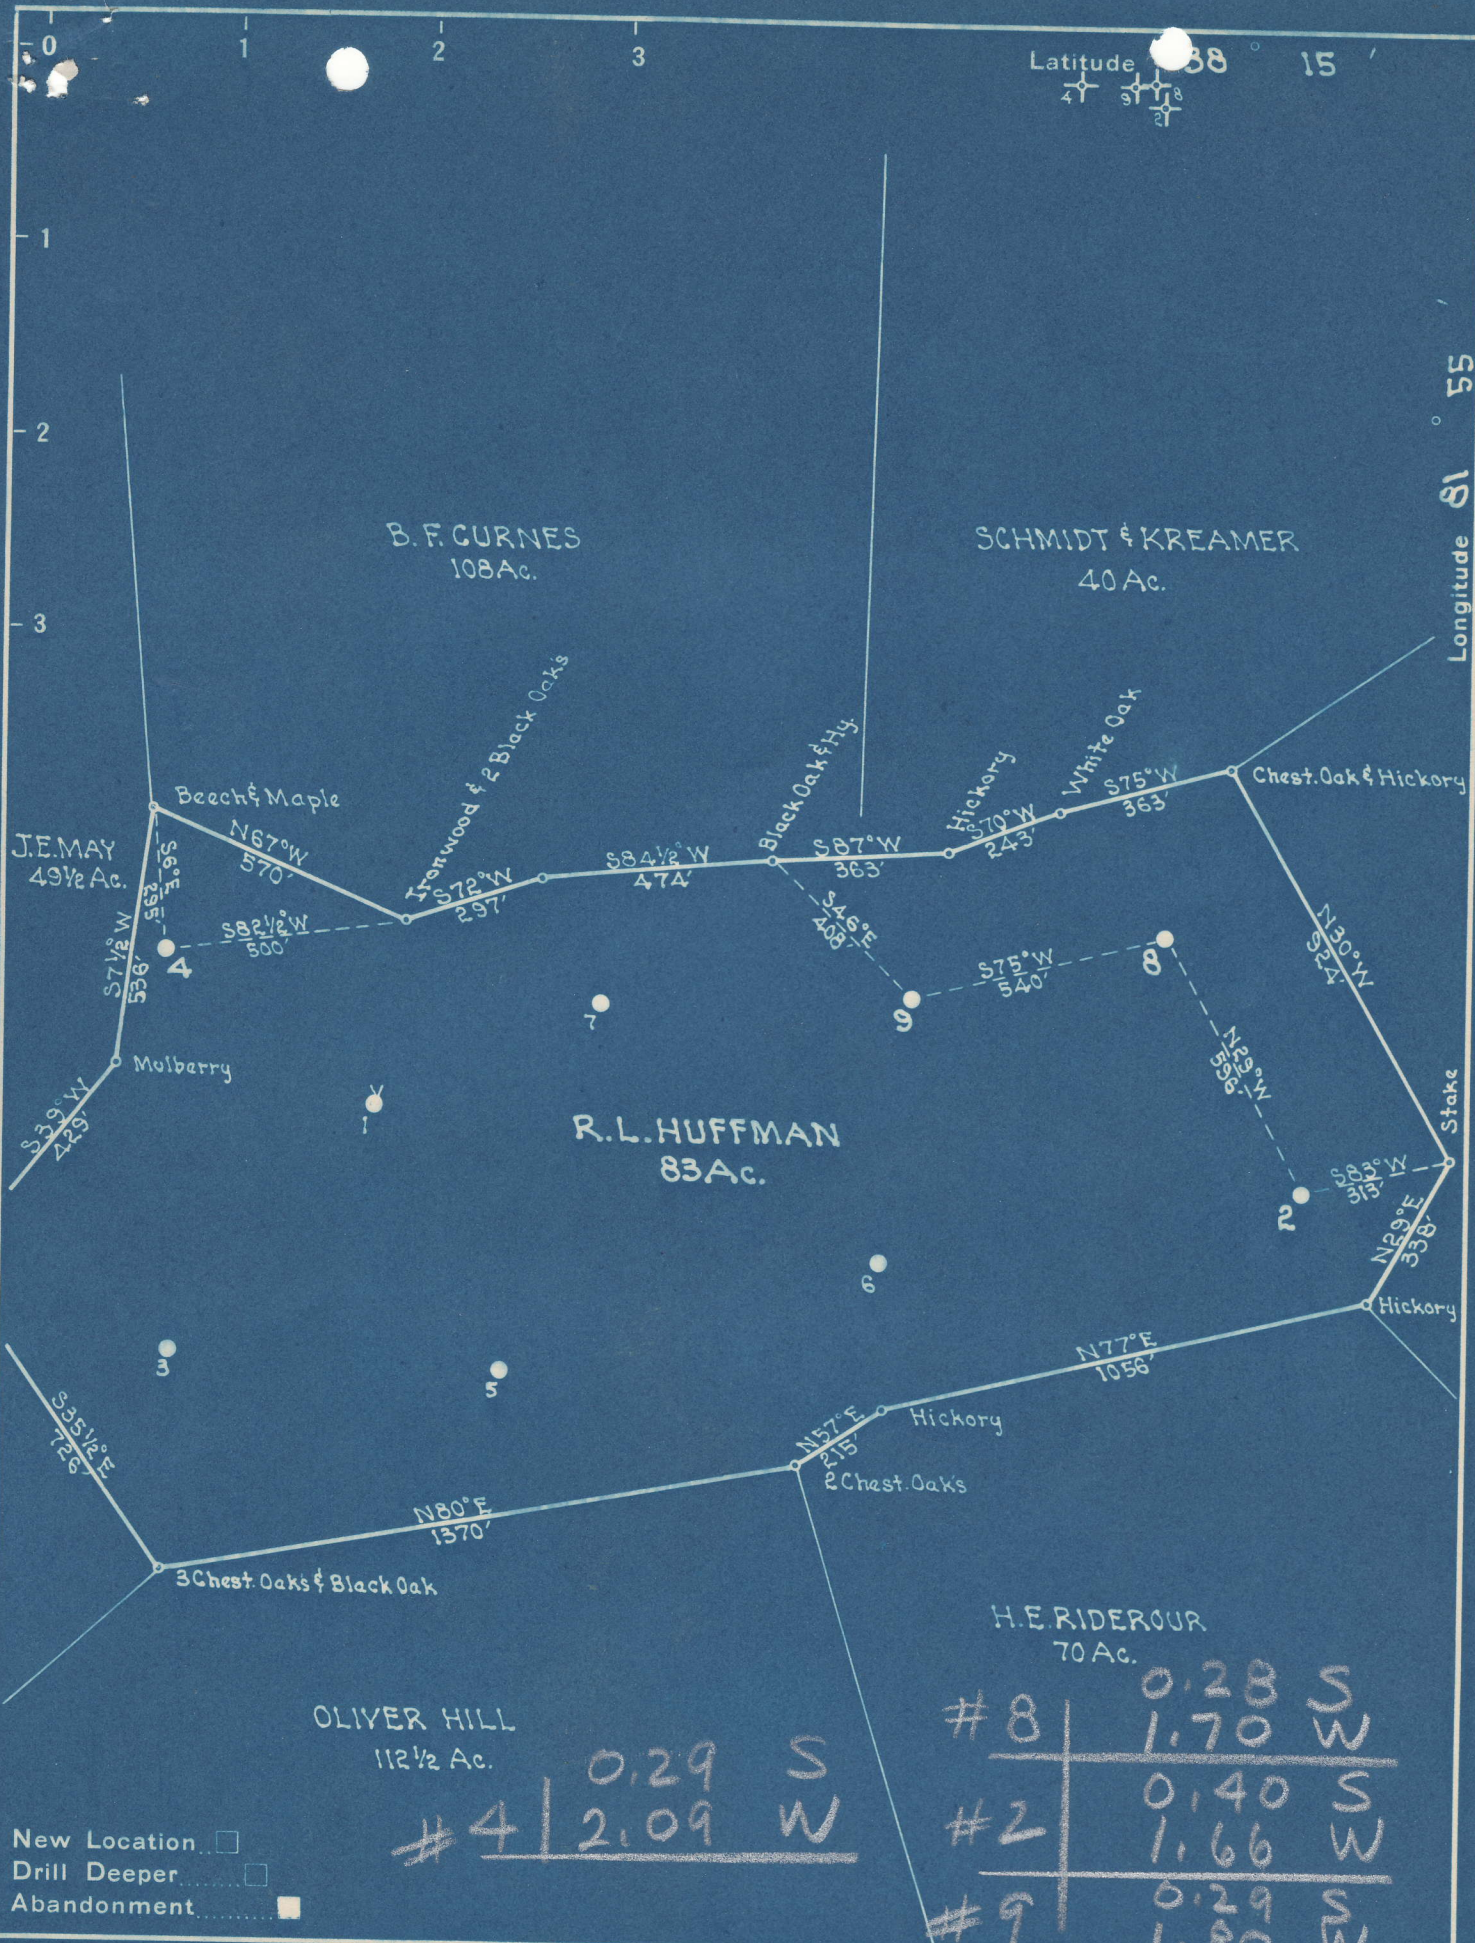 0 1 2 3
Latitude 38° 15'
4 9 8
2
1
2
3
Longitude 81° 55'
B. F. CURNES
108 Ac.
SCHMIDT & KREAMER
40 Ac.
Beech & Maple
Ironwood & 2 Black Oaks
Black Oak & Hy.
Hickory
White Oak
Chest. Oak & Hickory
J. E. MAY
49½ Ac.
S6°E
265'
N67°W
570'
S72°W
297'
S84½°W
474'
S87°W
363'
S70°W
243'
S75°W
363'
S82½°W
500'
S46°E
408'
S75°W
540'
N30°W
924'
S7½°W
536'
4
7
9
8
N29°W
596'
Mulberry
S39°W
429'
1
R. L. HUFFMAN
83 Ac.
Stake
S83°W
313'
2
N29°E
338'
6
Hickory
3
5
N77°E
1056'
S35½°E
726'
N57°E
215'
Hickory
2 Chest. Oaks
N80°E
1370'
3 Chest. Oaks & Black Oak
H. E. RIDEROUR
70 Ac.
OLIVER HILL
112½ Ac.
#4 0.29 S
2.09 W
#8 0.28 S
1.70 W
#2 0.40 S
1.66 W
#9 0.29 S
1.80 W
New Location
Drill Deeper
Abandonment